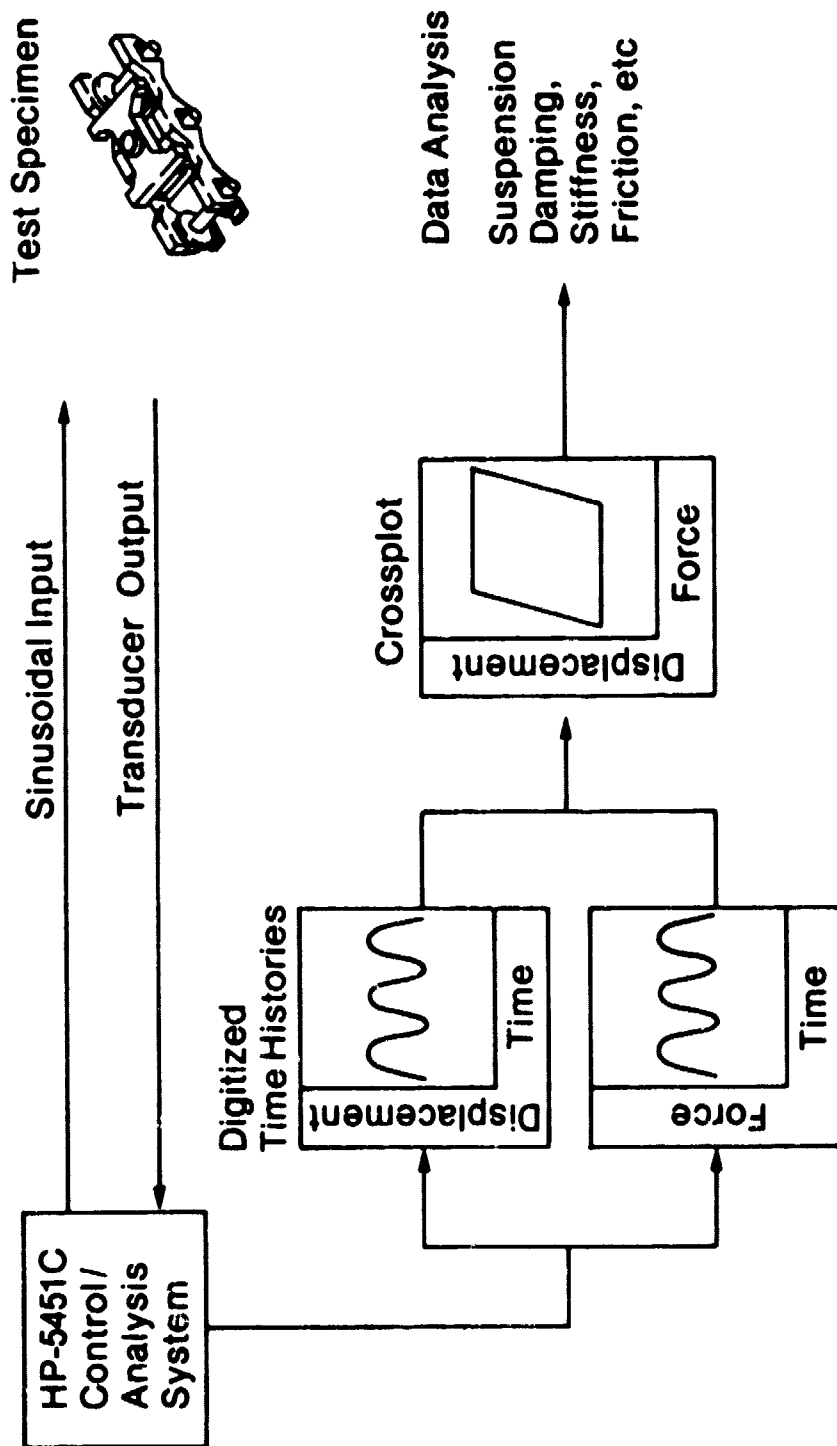 HP-5451C
Control/
Analysis
System
Sinusoidal Input
Transducer Output
Test Specimen
Digitized
Time Histories
Displacement
Time
Force
Time
Crossplot
Displacement
Force
Data Analysis
Suspension
Damping,
Stiffness,
Friction, etc